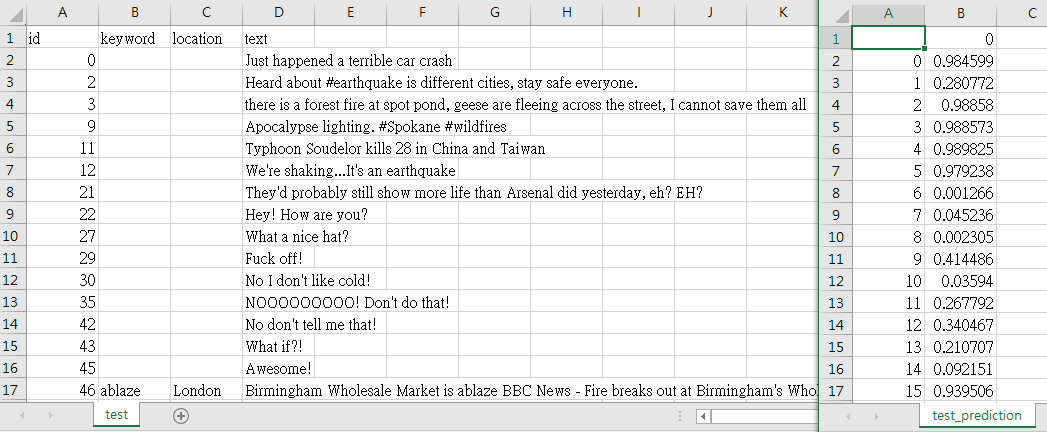 A B C D E F G H I J K A B C
1 id keyword location text 1 0
2 0 Just happened a terrible car crash 2 0 0.984599
3 2 Heard about #earthquake is different cities, stay safe everyone. 3 1 0.280772
4 3 there is a forest fire at spot pond, geese are fleeing across the street, I cannot save them all 4 2 0.98858
5 9 Apocalypse lighting. #Spokane #wildfires 5 3 0.988573
6 11 Typhoon Soudelor kills 28 in China and Taiwan 6 4 0.989825
7 12 We're shaking...It's an earthquake 7 5 0.979238
8 21 They'd probably still show more life than Arsenal did yesterday, eh? EH? 8 6 0.001266
9 22 Hey! How are you? 9 7 0.045236
10 27 What a nice hat? 10 8 0.002305
11 29 Fuck off! 11 9 0.414486
12 30 No I don't like cold! 12 10 0.03594
13 35 NOOOOOOOOO! Don't do that! 13 11 0.267792
14 42 No don't tell me that! 14 12 0.340467
15 43 What if?! 15 13 0.210707
16 45 Awesome! 16 14 0.092151
17 46 ablaze London Birmingham Wholesale Market is ablaze BBC News - Fire breaks out at Birmingham's Who 17 15 0.939506
test test_prediction